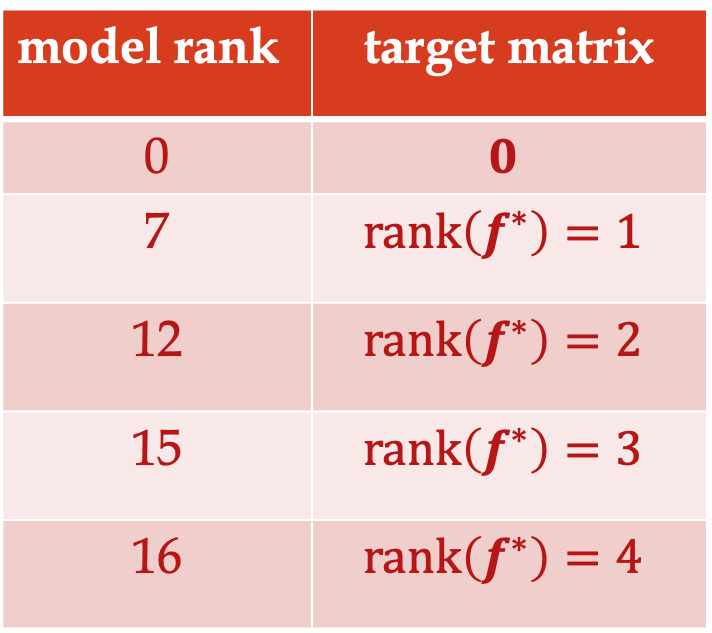 model rank target matrix
0 0
7 rank(f*) = 1
12 rank(f*) = 2
15 rank(f*) = 3
16 rank(f*) = 4